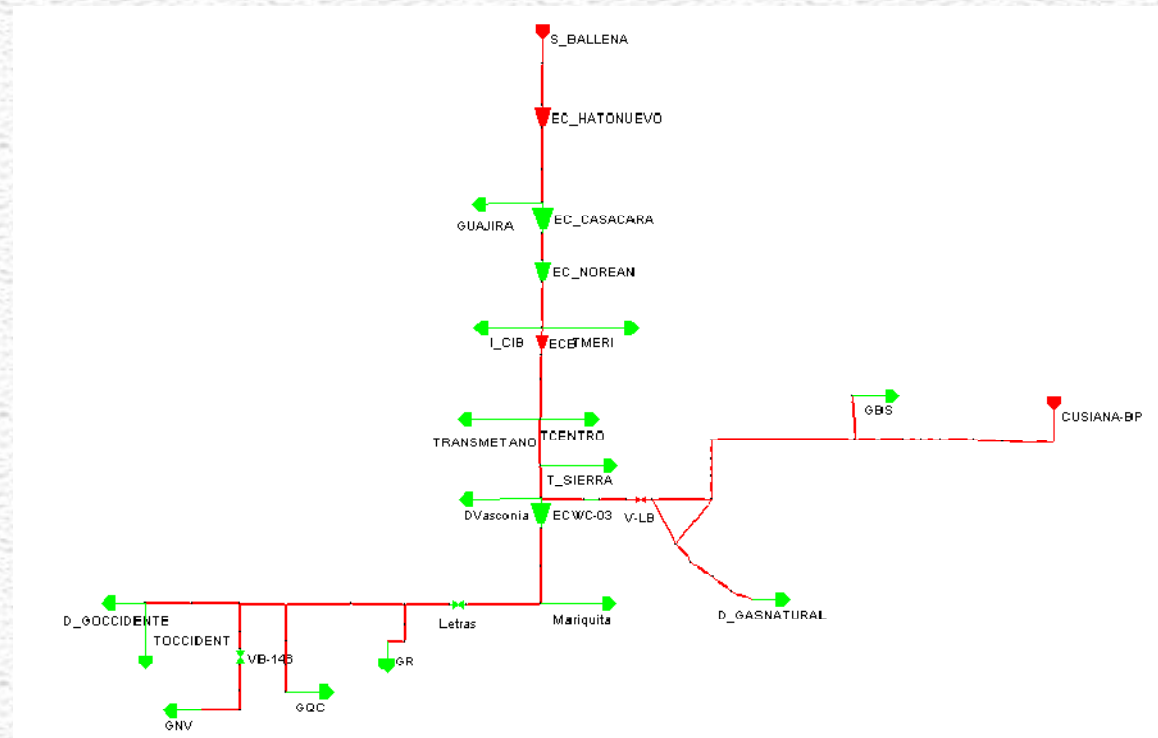 S_BALLENA
EC_HATONUEVO
GUAJIRA
EC_CASACARA
EC_NOREAN
I_CIB
ECB
TMERI
GBS
CUSIANA-BP
TRANSMETANO
TCENTRO
T_SIERRA
DVasconia
ECWC-03
V-LB
D_GASNATURAL
D_GOCCIDENTE
Letras
Mariquita
TOCCIDENT
VB-143
GR
GQC
GNV